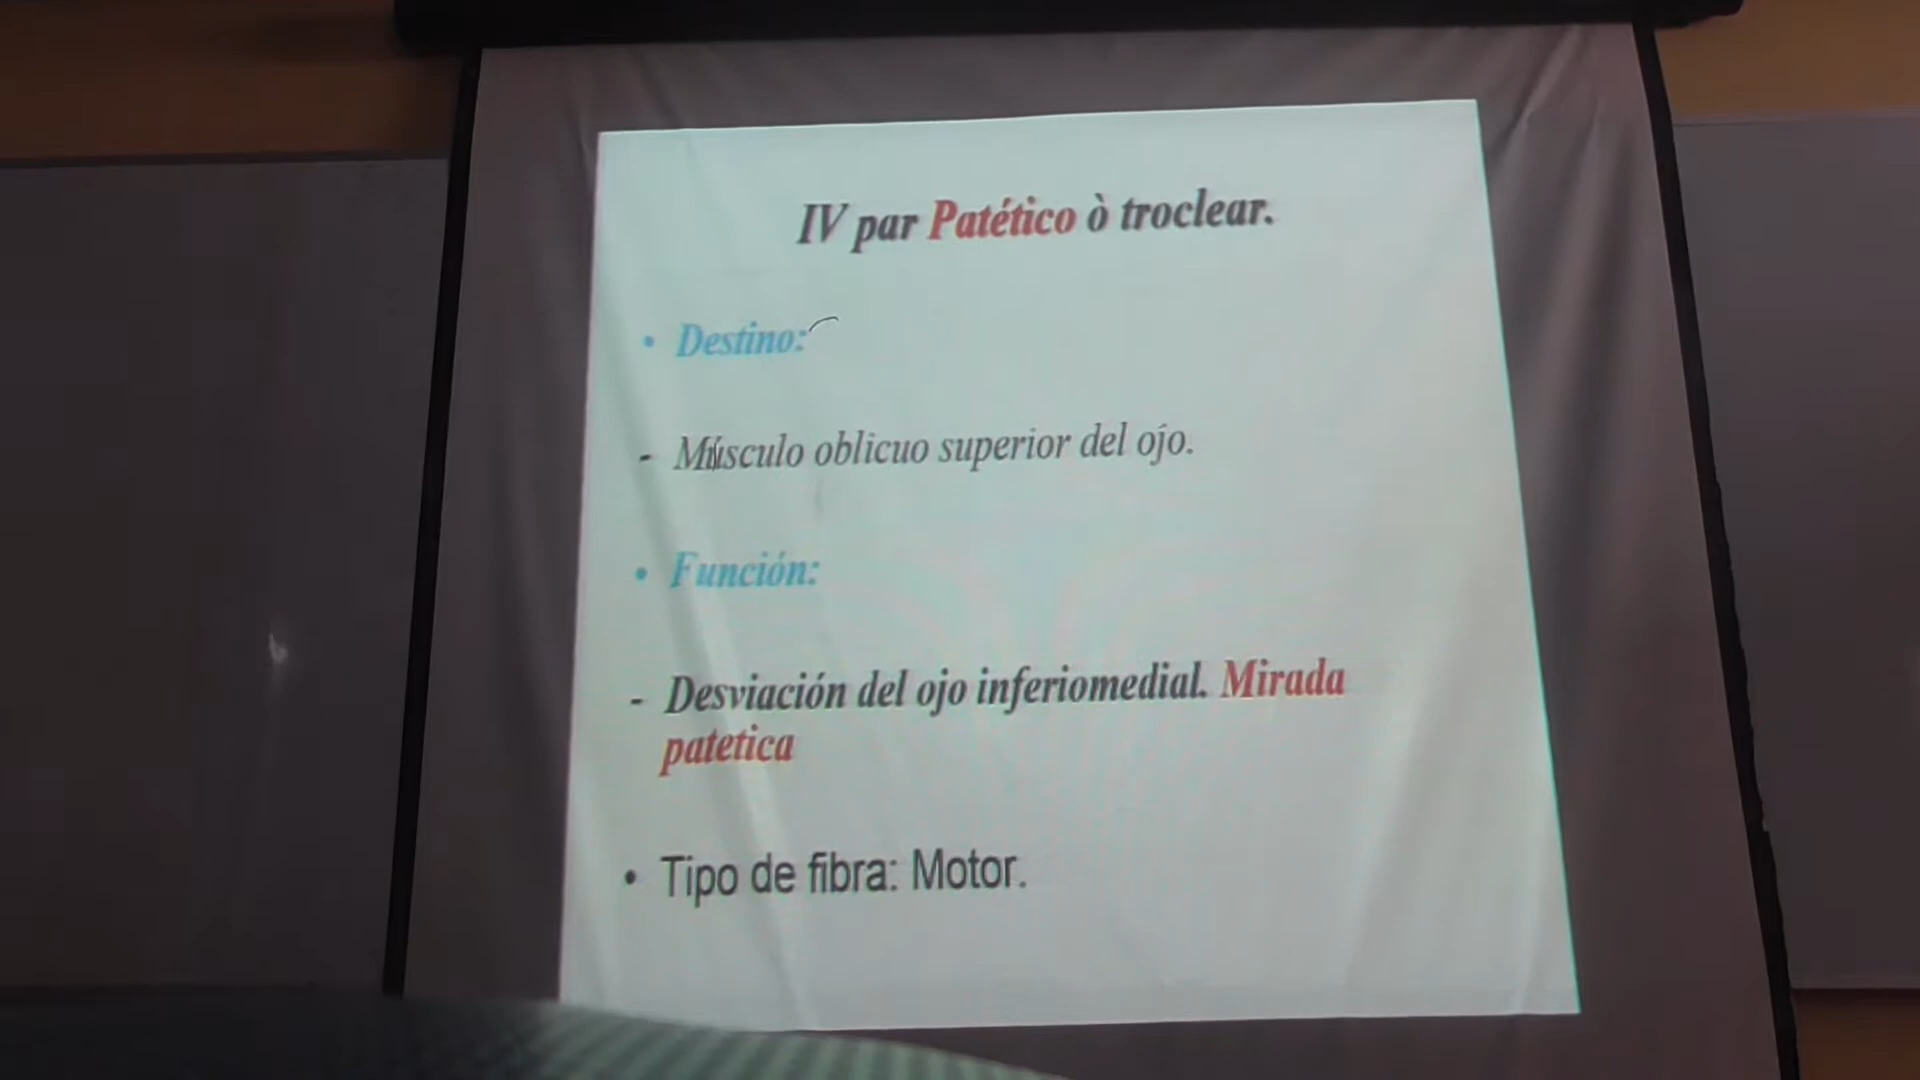 IV par Patético ò troclear.
• Destino:
- Músculo oblicuo superior del ojo.
• Función:
- Desviación del ojo inferiomedial. Mirada
patetica
• Tipo de fibra: Motor.